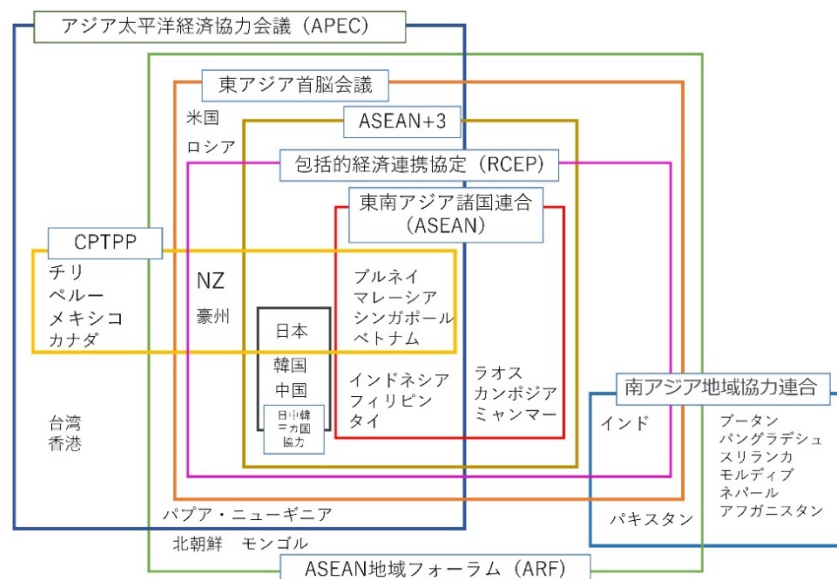 アジア太平洋経済協力会議（APEC）
東アジア首脳会議
米国
ロシア
ASEAN+3
包括的経済連携協定（RCEP）
東南アジア諸国連合
（ASEAN）
CPTPP
チリ
ペルー
メキシコ
カナダ
NZ
豪州
日本
韓国
中国
日中韓
三カ国
協力
ブルネイ
マレーシア
シンガポール
ベトナム
インドネシア
フィリピン
タイ
ラオス
カンボジア
ミャンマー
南アジア地域協力連合
インド
ブータン
バングラデシュ
スリランカ
モルディブ
ネパール
アフガニスタン
台湾
香港
パプア・ニューギニア
パキスタン
北朝鮮　モンゴル
ASEAN地域フォーラム（ARF）